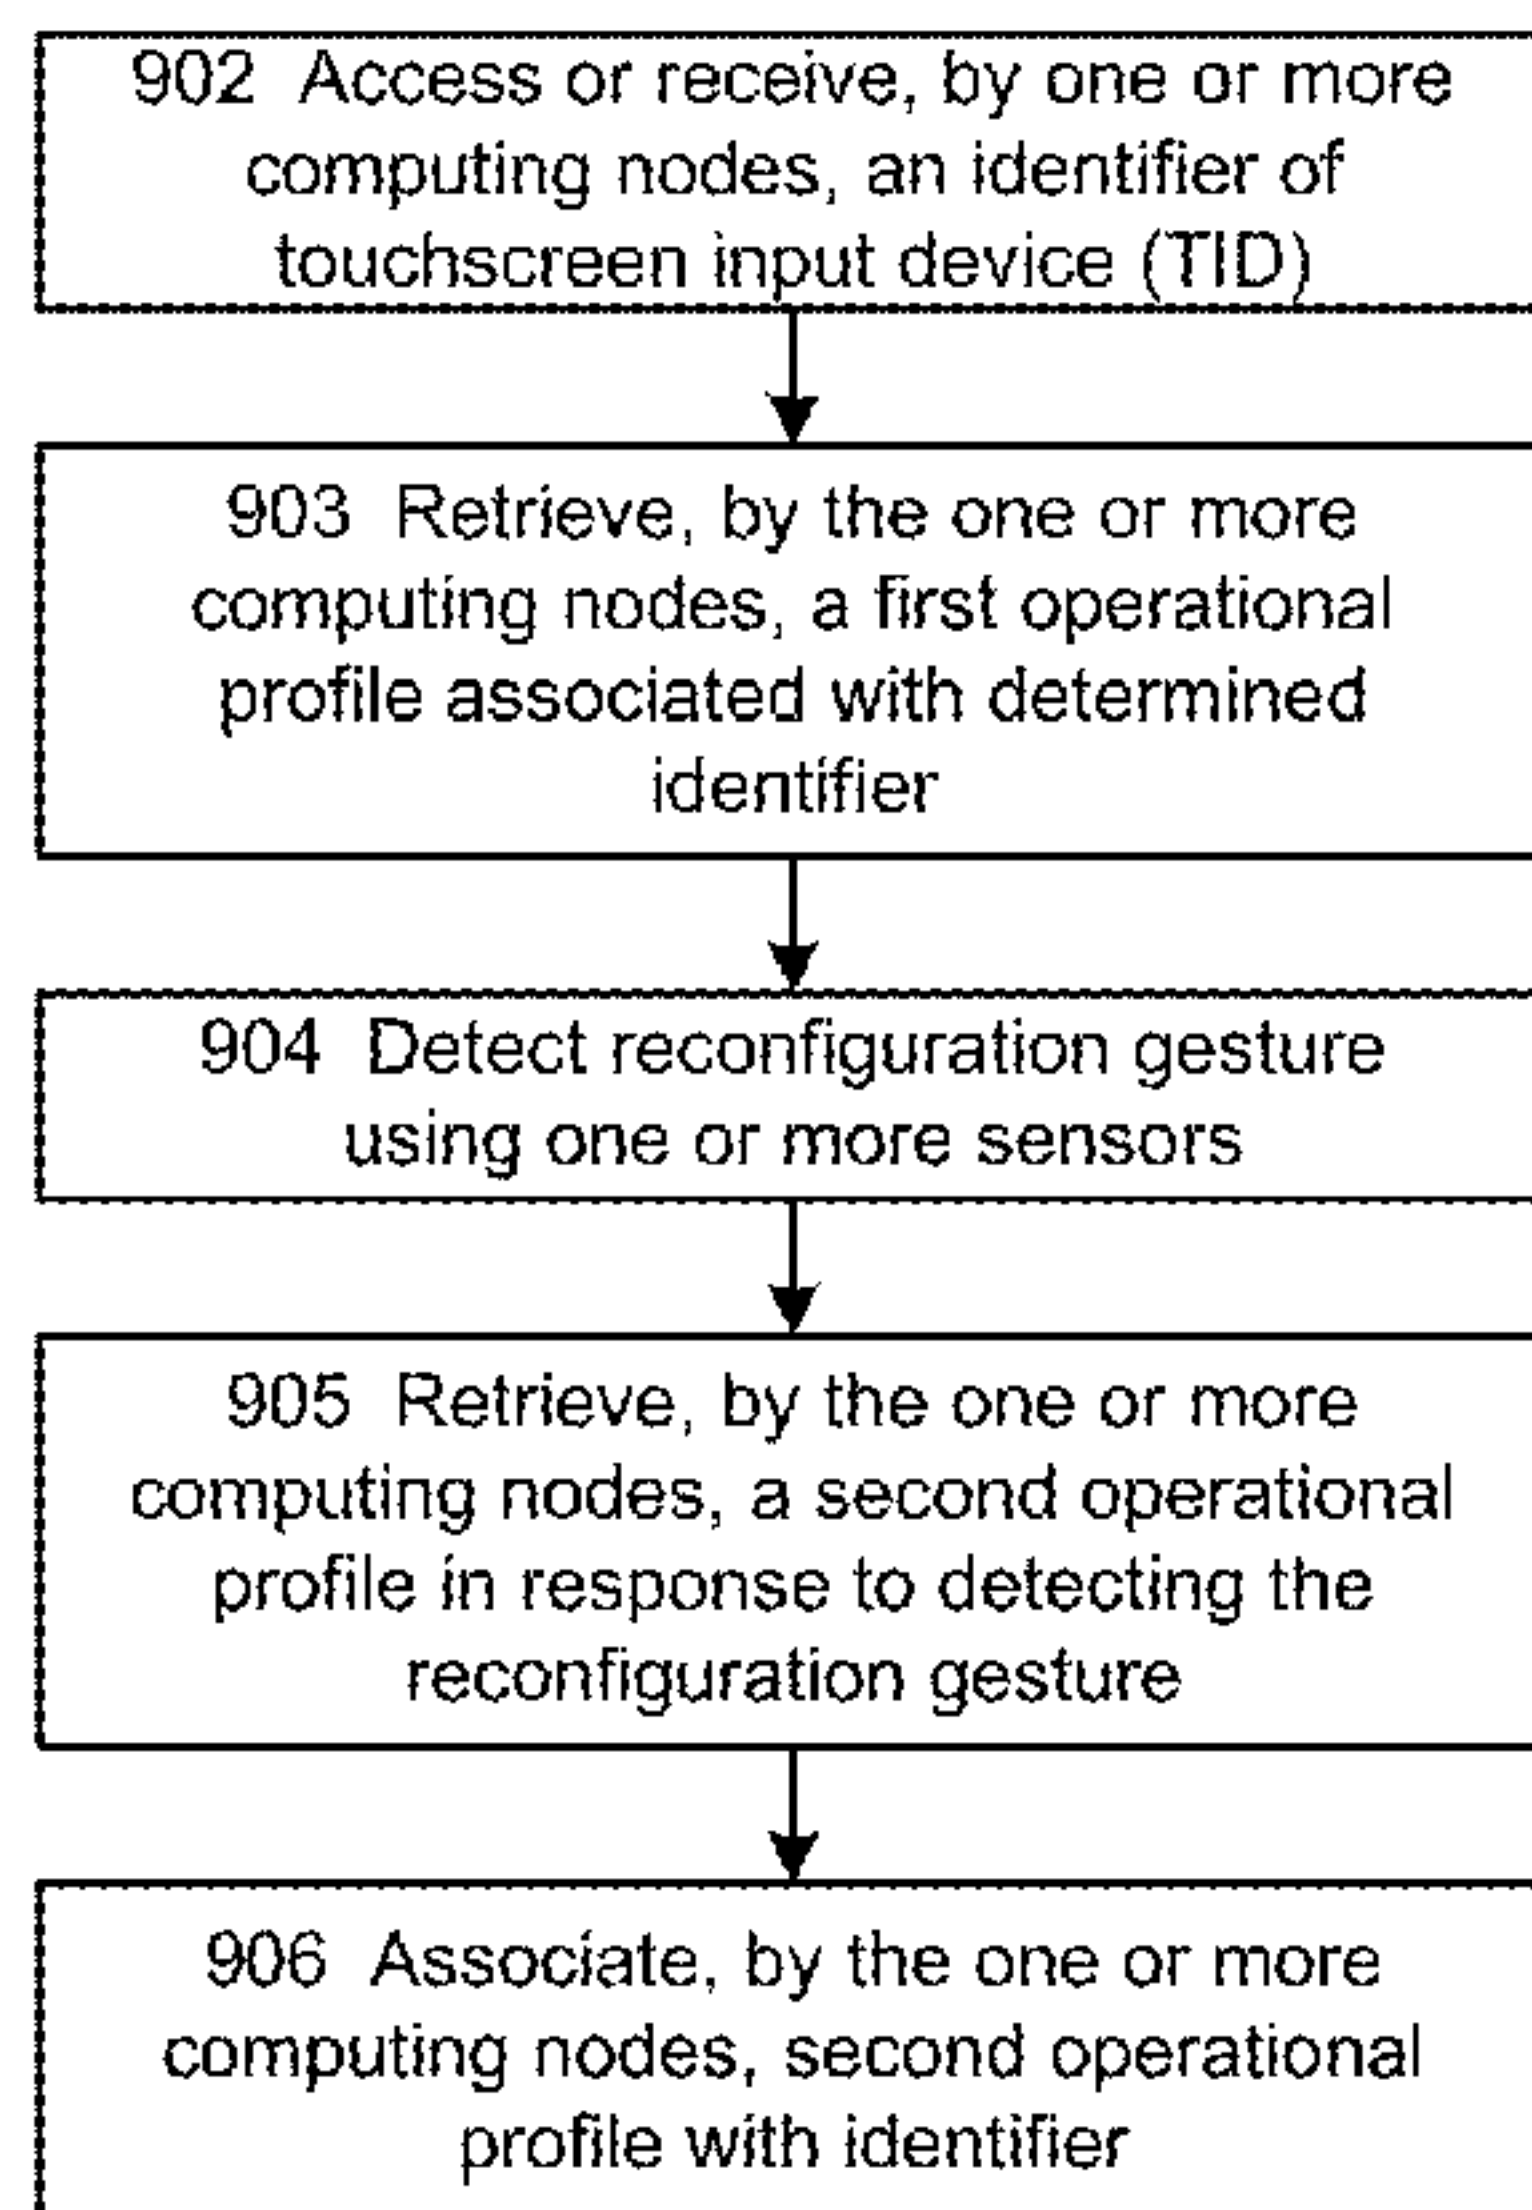 902 Access or receive, by one or more
computing nodes, an identifier of
touchscreen input device (TID)
903 Retrieve, by the one or more
computing nodes, a first operational
profile associated with determined
identifier
904 Detect reconfiguration gesture
using one or more sensors
905 Retrieve, by the one or more
computing nodes, a second operational
profile in response to detecting the
reconfiguration gesture
906 Associate, by the one or more
computing nodes, second operational
profile with identifier